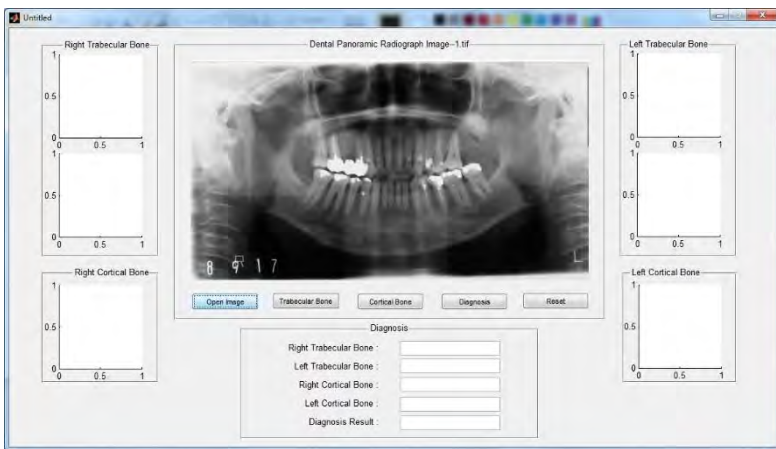 Untitled
Right Trabecular Bone
1
0.5
0
0 0.5 1
1
0.5
0
0 0.5 1
Right Cortical Bone
1
0.5
0
0 0.5 1
Dental Panoramic Radiograph Image-1.tif
R
8 9 1 7
L
Open Image Trabecular Bone Cortical Bone Diagnosis Reset
Diagnosis
Right Trabecular Bone :
Left Trabecular Bone :
Right Cortical Bone :
Left Cortical Bone :
Diagnosis Result :
Left Trabecular Bone
1
0.5
0
0 0.5 1
1
0.5
0
0 0.5 1
Left Cortical Bone
1
0.5
0
0 0.5 1